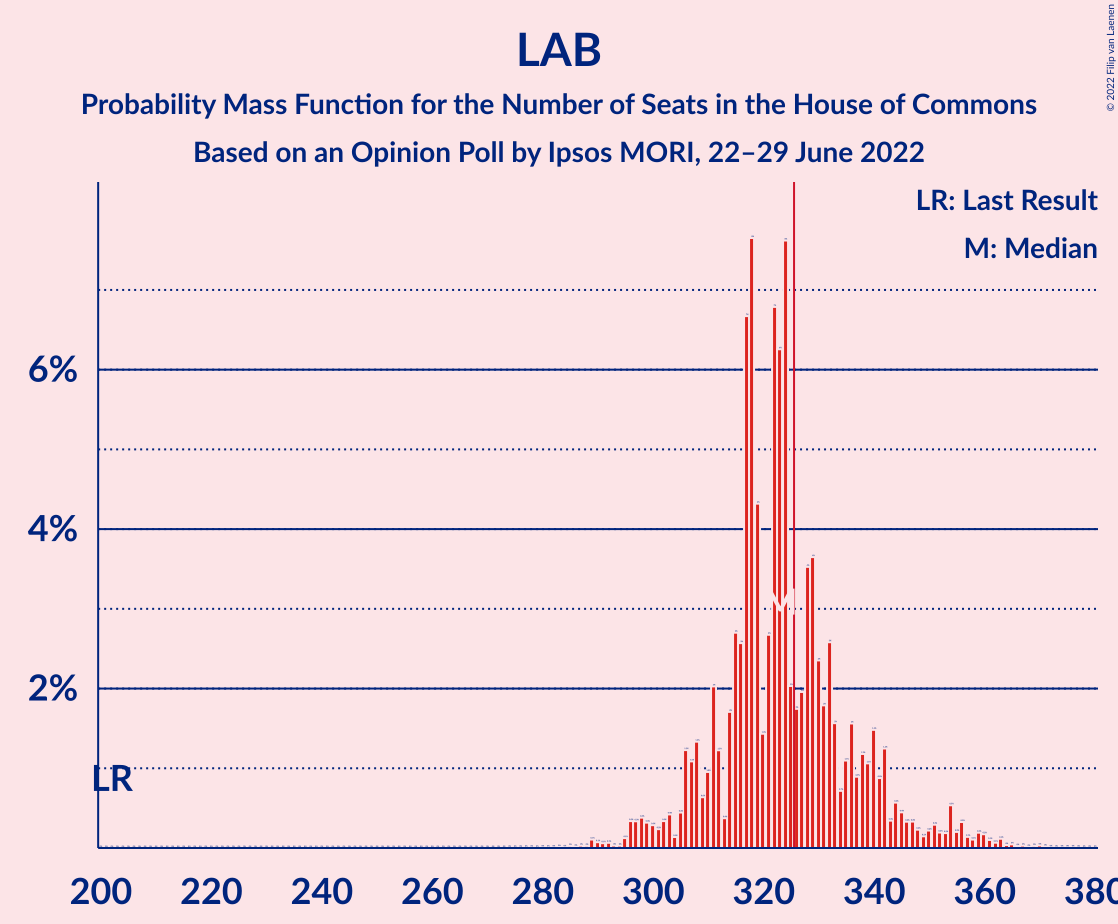 LAB
Probability Mass Function for the Number of Seats in the House of Commons
Based on an Opinion Poll by Ipsos MORI, 22–29 June 2022
© 2022 Filip van Laenen
LR: Last Result
M: Median
6%
4%
M
2%
LR
200 220 240 260 280 300 320 340 360 380